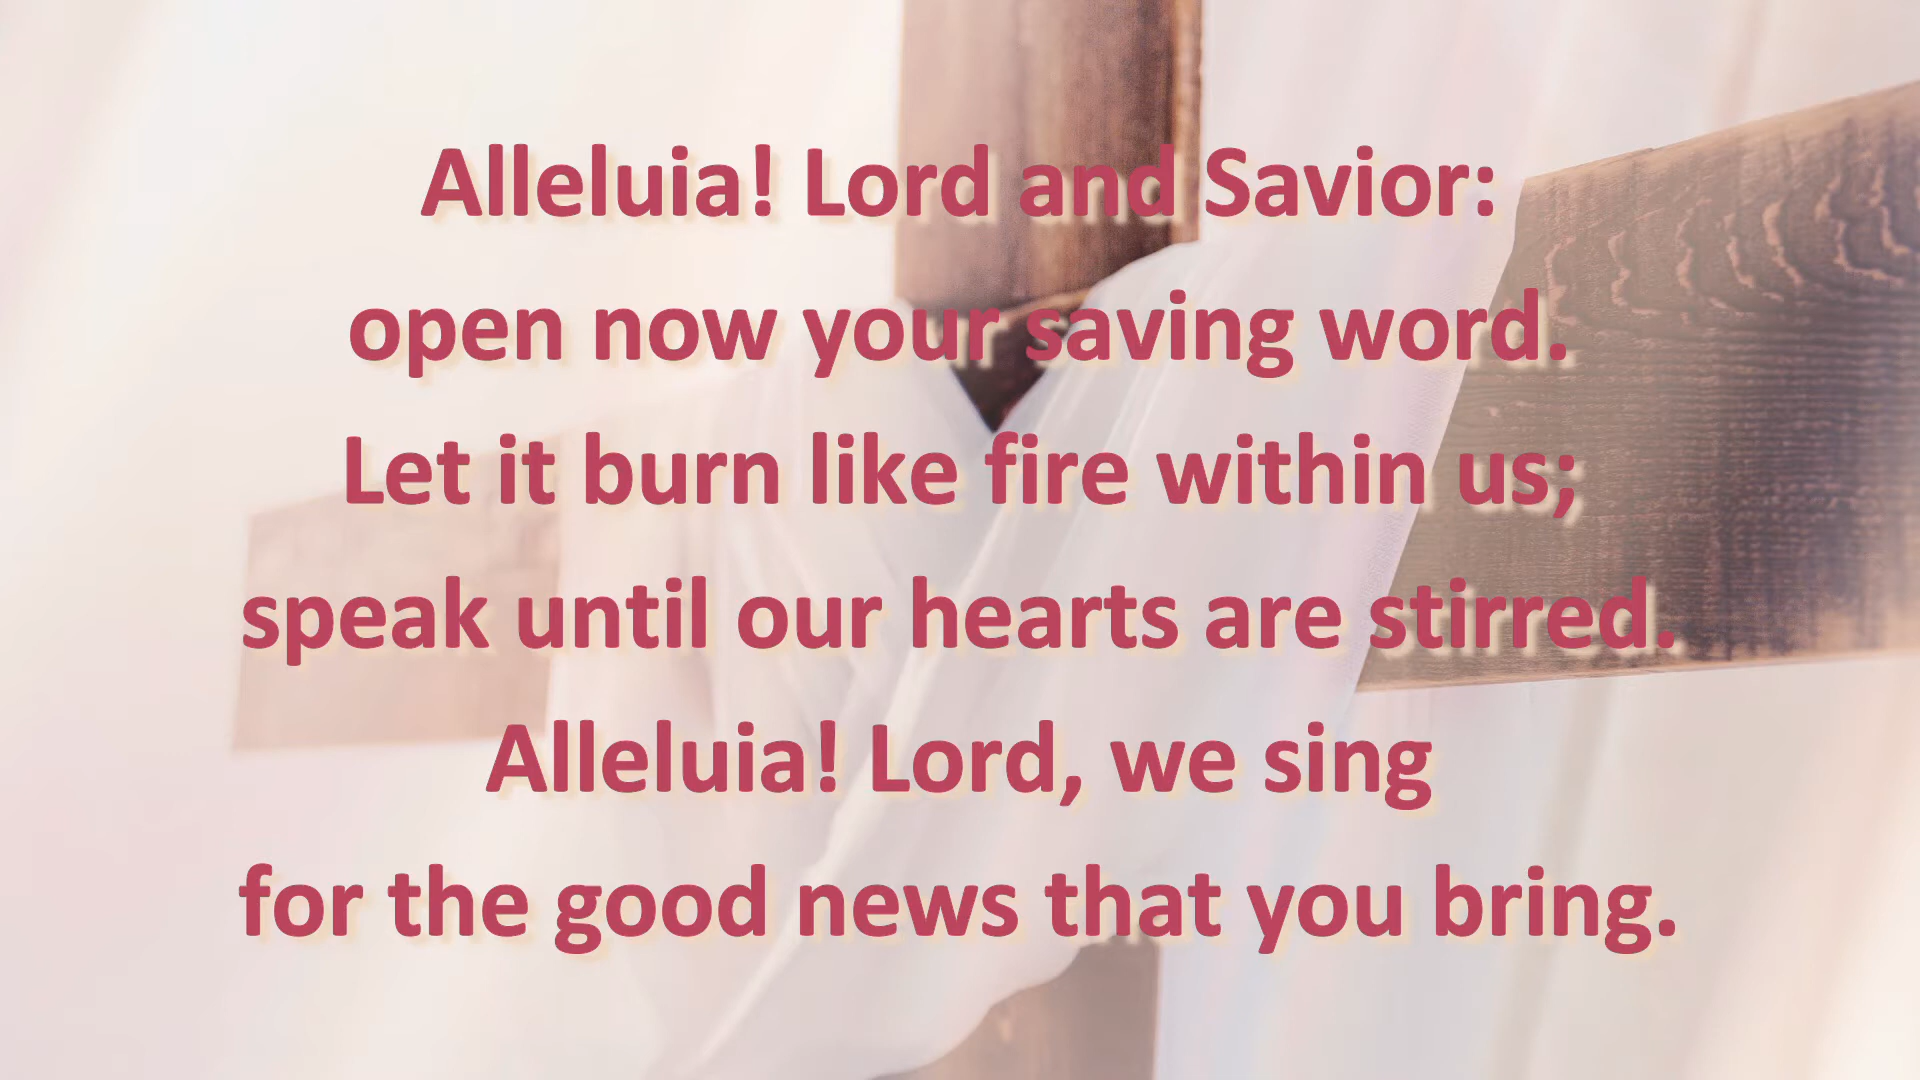 Alleluia! Lord and Savior:
open now your saving word.
Let it burn like fire within us;
speak until our hearts are stirred.
Alleluia! Lord, we sing
for the good news that you bring.